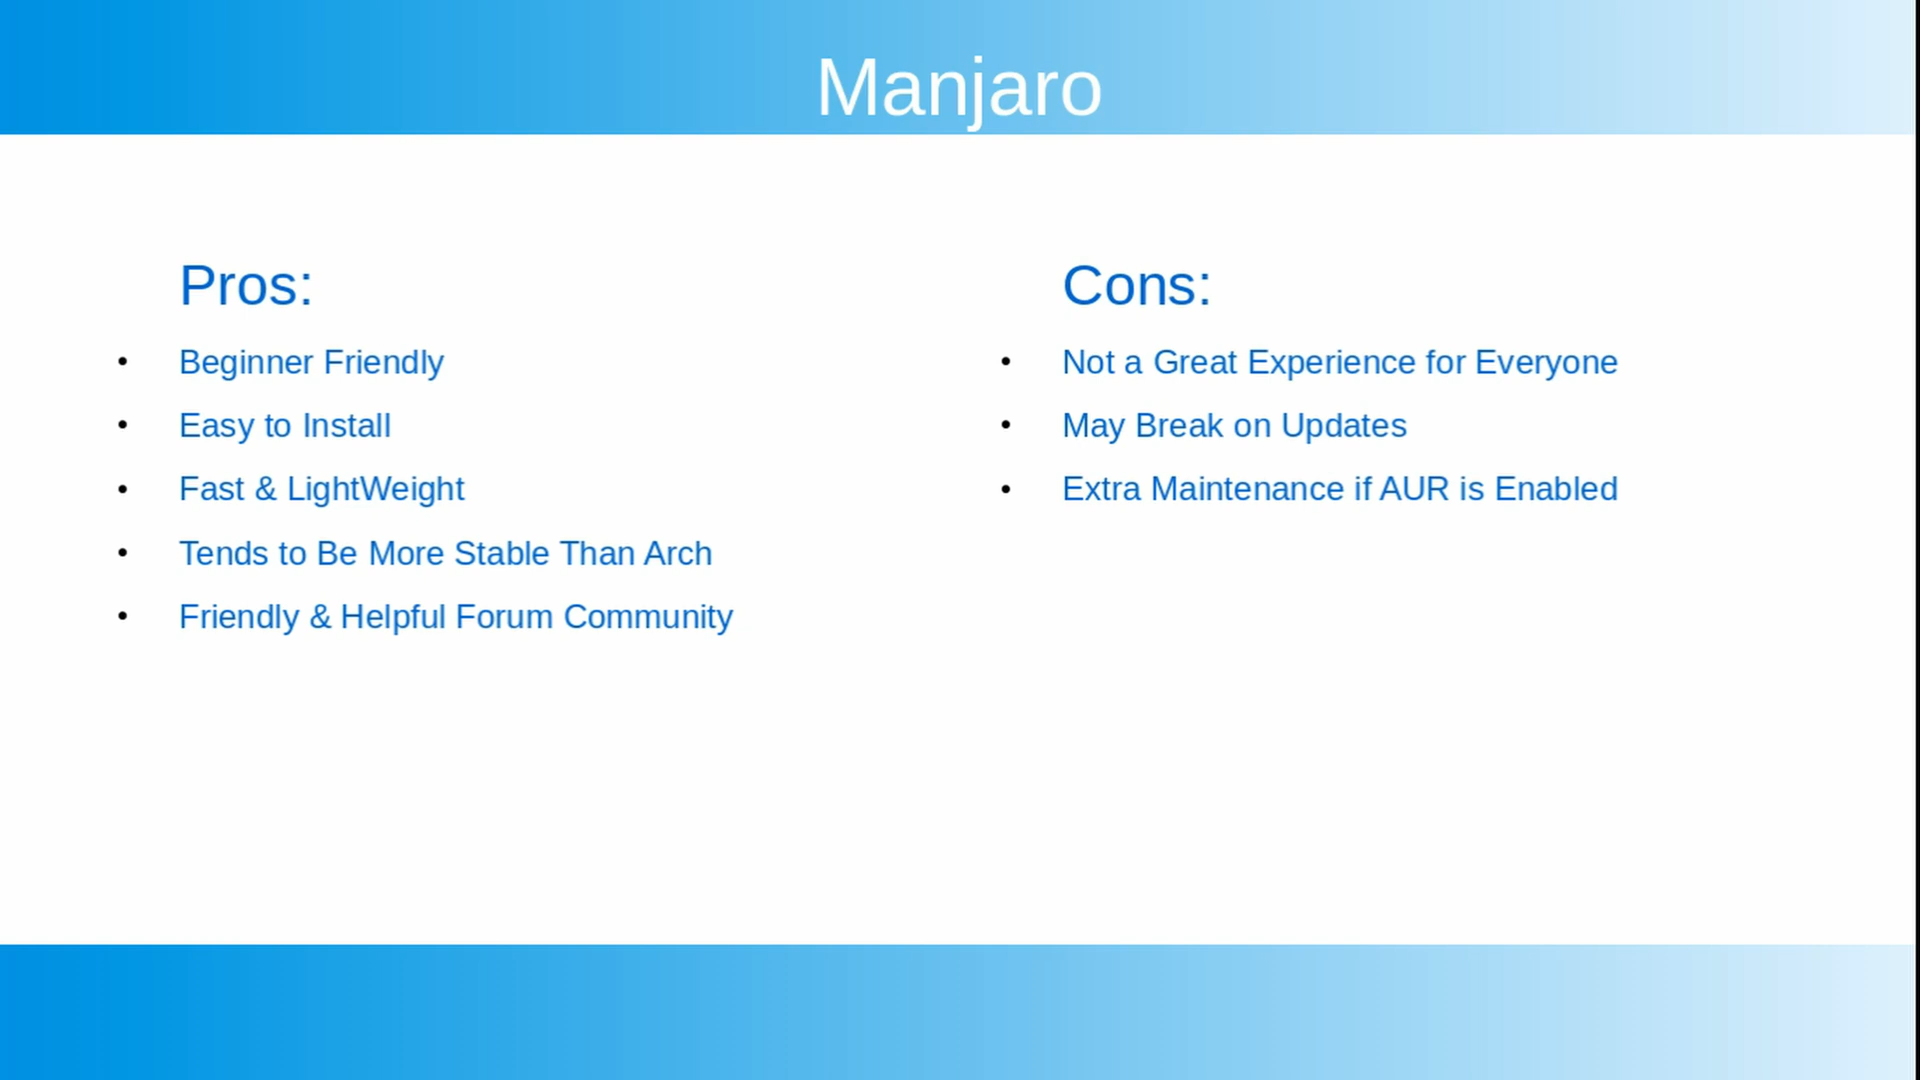 Manjaro
Pros:
• Beginner Friendly
• Easy to Install
• Fast & LightWeight
• Tends to Be More Stable Than Arch
• Friendly & Helpful Forum Community
Cons:
• Not a Great Experience for Everyone
• May Break on Updates
• Extra Maintenance if AUR is Enabled